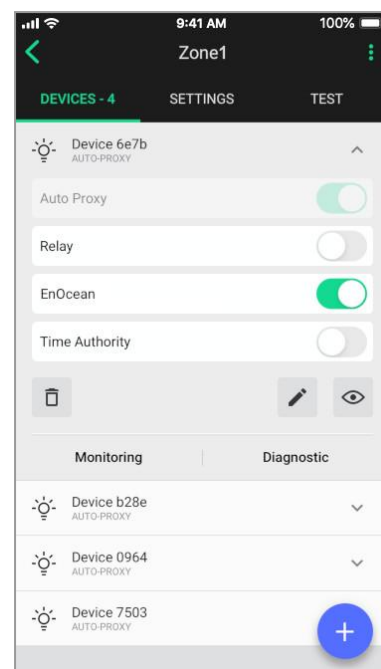 9:41 AM
100%
Zone1
DEVICES - 4
SETTINGS
TEST
Device 6e7b
AUTO-PROXY
Auto Proxy
Relay
EnOcean
Time Authority
Monitoring
Diagnostic
Device b28e
AUTO-PROXY
Device 0964
AUTO-PROXY
Device 7503
AUTO-PROXY